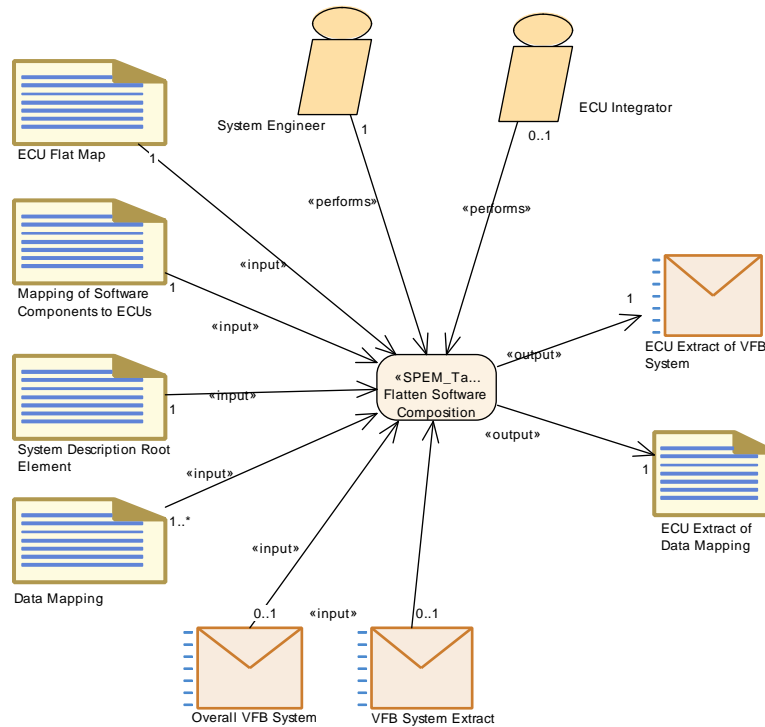 System Engineer
1
ECU Integrator
0..1
ECU Flat Map
1
«performs»
«performs»
«input»
Mapping of Software
Components to ECUs
1
«input»
ECU Extract of VFB
System
1
«output»
«SPEM_Ta...
Flatten Software
Composition
System Description Root
Element
1
«input»
«output»
ECU Extract of
Data Mapping
1
«input»
Data Mapping
1..*
«input»
Overall VFB System
0..1
«input»
VFB System Extract
0..1